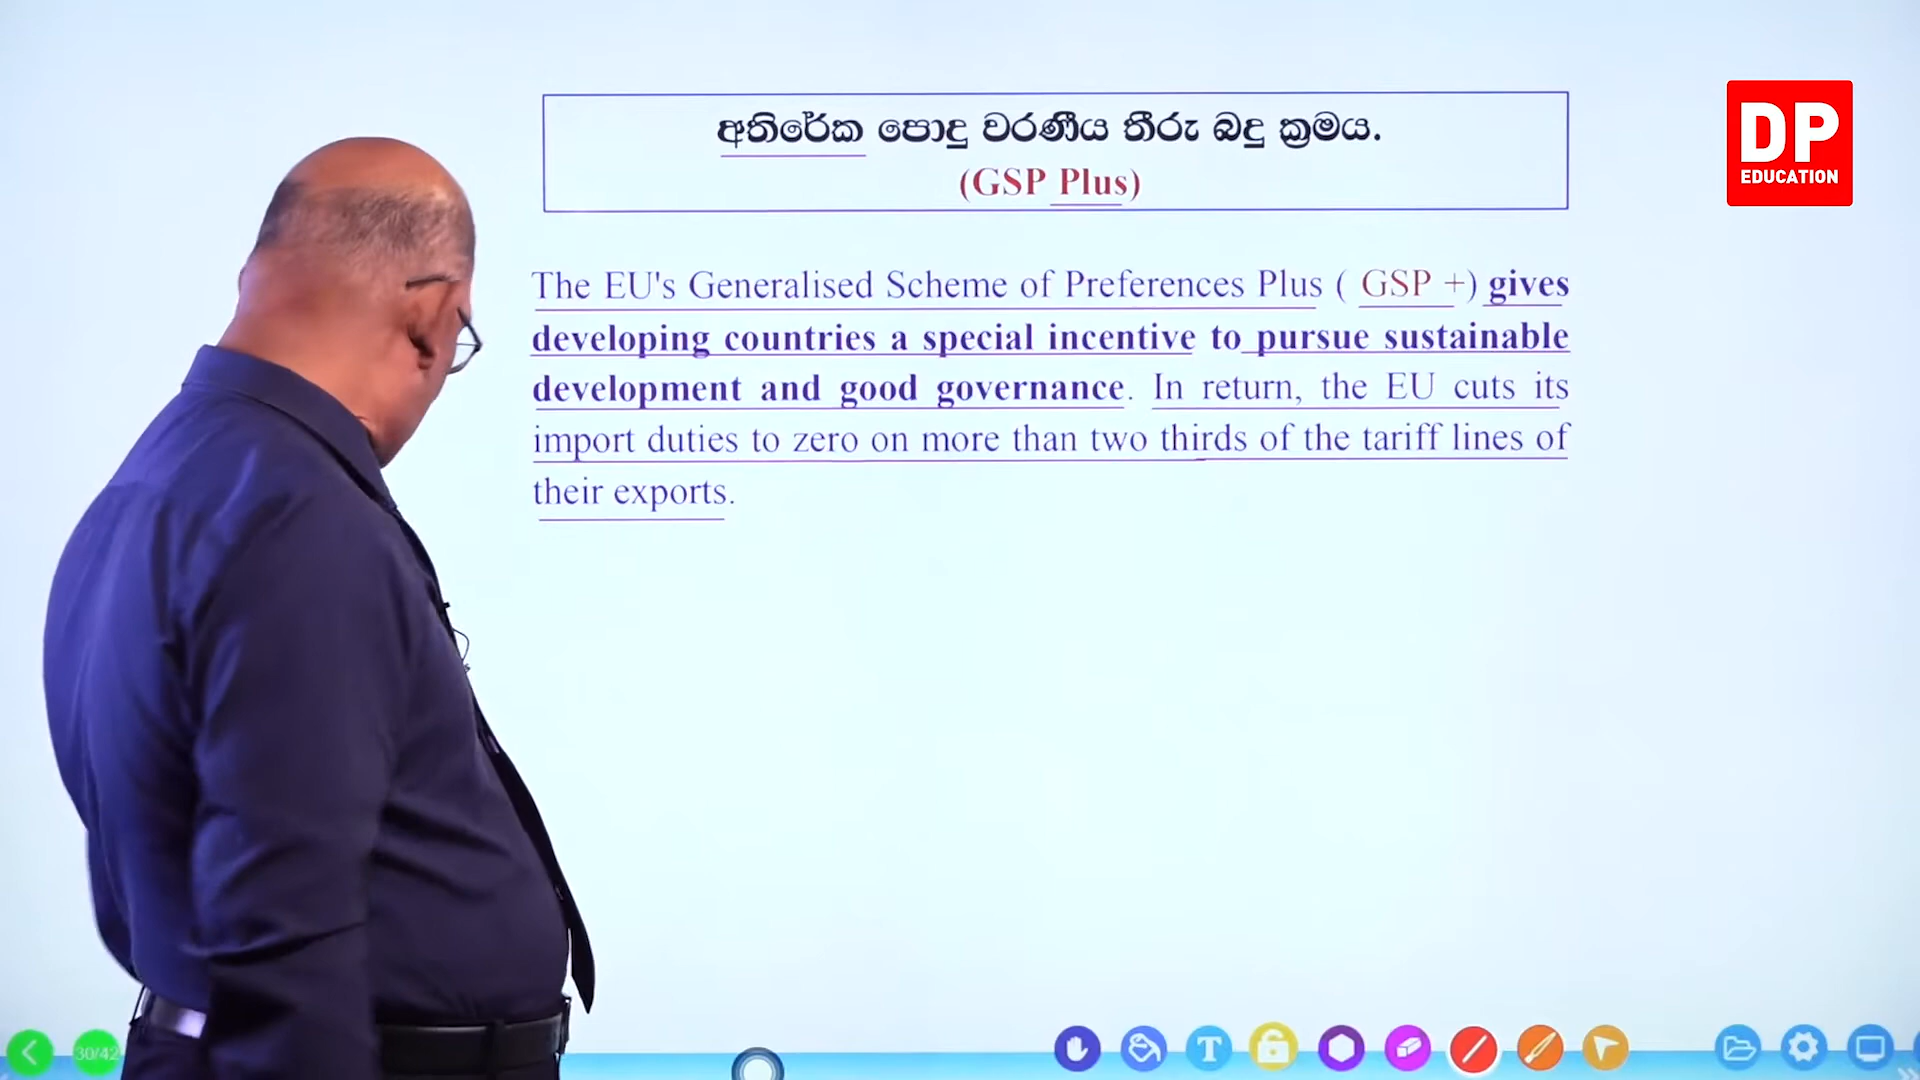 අතිරේක පොදු වරණීය තීරු බදු ක්‍රමය.
(GSP Plus)
DP
EDUCATION
The EU's Generalised Scheme of Preferences Plus ( GSP +) gives
developing countries a special incentive to pursue sustainable
development and good governance. In return, the EU cuts its
import duties to zero on more than two thirds of the tariff lines of
their exports.
30/42
T